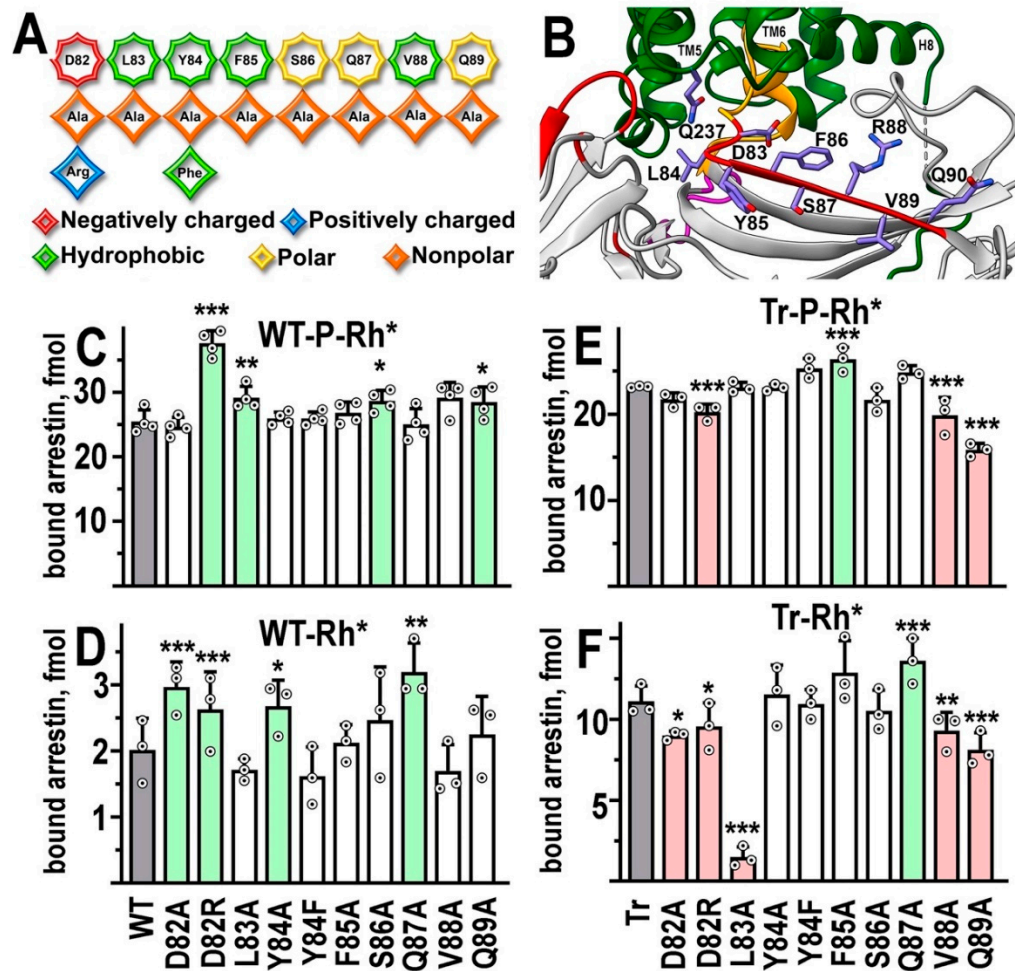 A
D82 L83 Y84 F85 S86 Q87 V88 Q89
Ala Ala Ala Ala Ala Ala Ala Ala
Arg Phe
Negatively charged Positively charged
Hydrophobic Polar Nonpolar
B
TM5 TM6 H8
Q237
D83
F86
R88
L84
Q90
Y85
S87
V89
C
WT-P-Rh*
bound arrestin, fmol
30
20
10
*** ** * *
E
Tr-P-Rh*
bound arrestin, fmol
30
20
10
*** *** *** ***
D
WT-Rh*
bound arrestin, fmol
3
2
1
*** *** * **
WT D82A D82R L83A Y84A Y84F F85A S86A Q87A V88A Q89A
F
Tr-Rh*
bound arrestin, fmol
10
5
* * *** *** ** ***
Tr D82A D82R L83A Y84A Y84F F85A S86A Q87A V88A Q89A